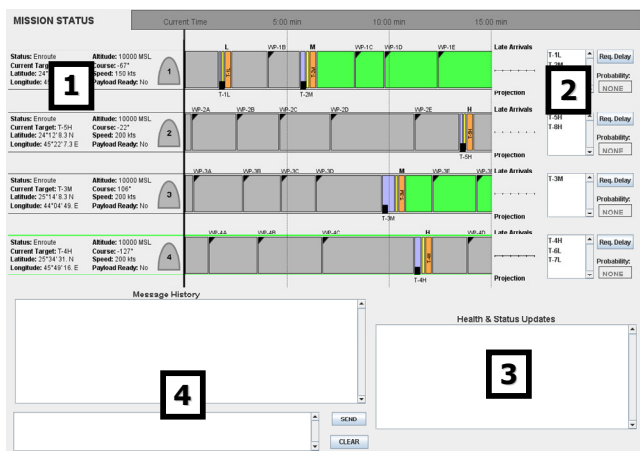 MISSION STATUS
Current Time 5:00 min 10:00 min 15:00 min
L WP-1B M WP-1C WP-1D WP-1E Late Arrivals
Status: Enroute Altitude: 10000 MSL
Current Target: Course: -67°
Latitude: 24° Speed: 150 kts
Longitude: Payload Ready: No
1
T-1L
T-2M
T-1L T-2M Projection
T-1L
Req. Delay
Probability:
NONE
1
2
WP-2A WP-2B WP-2C WP-2D WP-2E H Late Arrivals
Status: Enroute Altitude: 10000 MSL
Current Target: T-5H Course: -22°
Latitude: 24°12'8.3 N Speed: 200 kts
Longitude: 45°22'7.3 E Payload Ready: No
2
T-5H
T-5H Projection
T-5H
T-8H
Req. Delay
Probability:
NONE
WP-3A WP-3B WP-3C WP-3D M WP-3E WP-3 Late Arrivals
Status: Enroute Altitude: 10000 MSL
Current Target: T-3M Course: 106°
Latitude: 25°14'8.3 N Speed: 200 kts
Longitude: 44°04'49. E Payload Ready: No
3
T-3M Projection
T-3M
Req. Delay
Probability:
NONE
WP-4A WP-4B WP-4C H WP-4D Late Arrivals
Status: Enroute Altitude: 10000 MSL
Current Target: T-4H Course: -127°
Latitude: 25°34'31. N Speed: 200 kts
Longitude: 45°49'16. E Payload Ready: No
4
T-4H
T-4H Projection
T-4H
T-6L
T-7L
Req. Delay
Probability:
NONE
Message History
Health & Status Updates
3
4
SEND
CLEAR